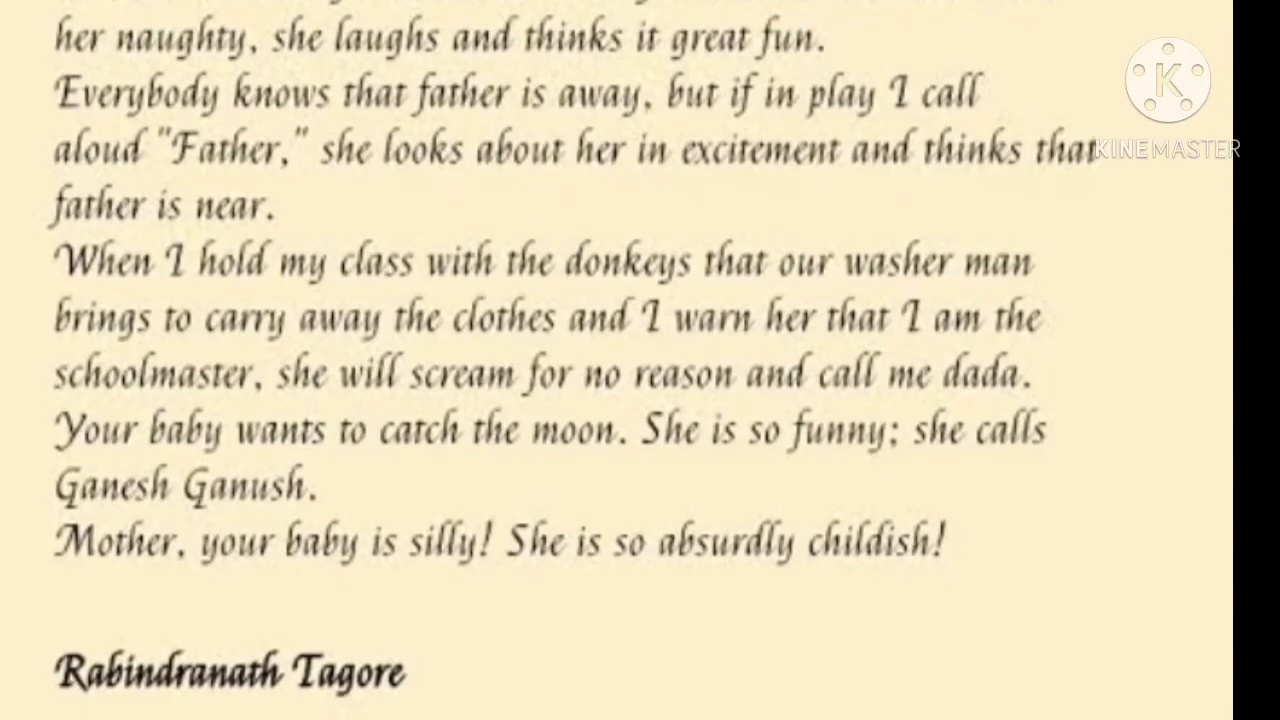 her naughty, she laughs and thinks it great fun.
Everybody knows that father is away, but if in play I call
aloud "Father," she looks about her in excitement and thinks that
father is near.
When I hold my class with the donkeys that our washer man
brings to carry away the clothes and I warn her that I am the
schoolmaster, she will scream for no reason and call me dada.
Your baby wants to catch the moon. She is so funny; she calls
Ganesh Ganush.
Mother, your baby is silly! She is so absurdly childish!
Rabindranath Tagore
K
KINEMASTER